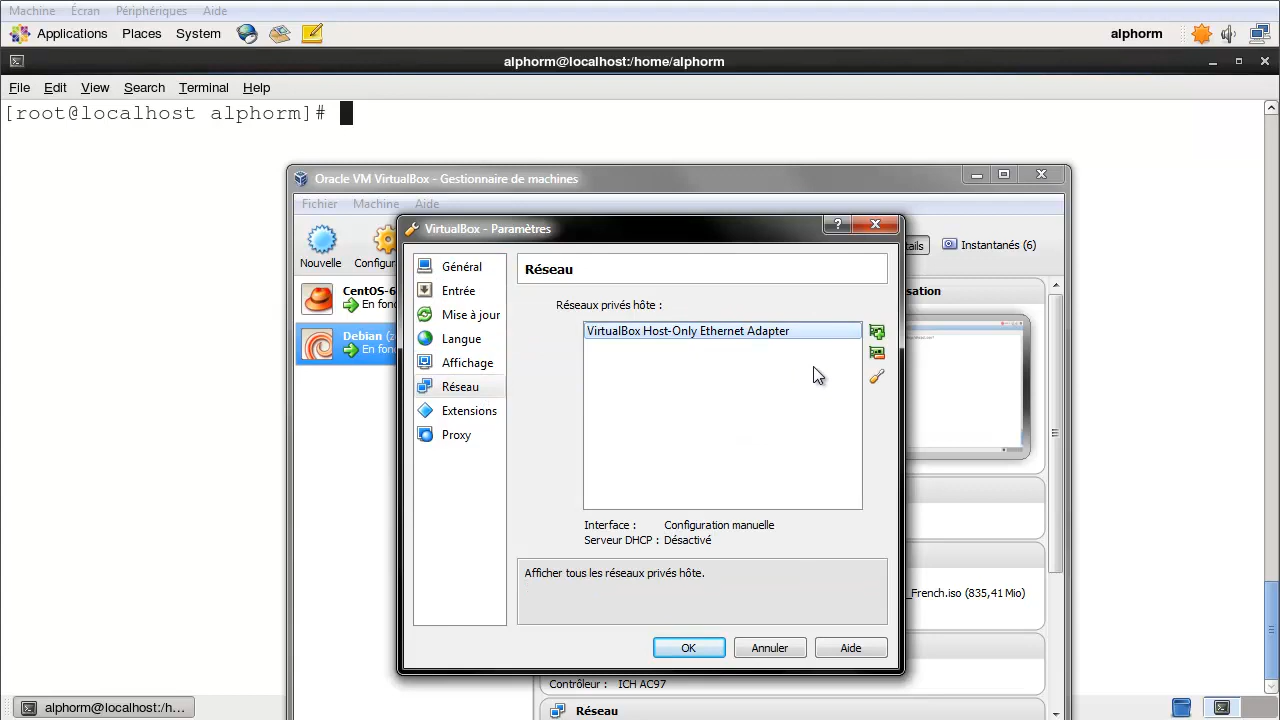 Machine Écran Périphériques Aide
Applications Places System alphorm
alphorm@localhost:/home/alphorm
File Edit View Search Terminal Help
[root@localhost alphorm]#
Oracle VM VirtualBox - Gestionnaire de machines
Fichier Machine Aide
VirtualBox - Paramètres
Nouvelle Configur
ails Instantanés (6)
CentOS-6
En fonc
Debian (z
En fonc
Général
Entrée
Mise à jour
Langue
Affichage
Réseau
Extensions
Proxy
Réseau
Réseaux privés hôte :
VirtualBox Host-Only Ethernet Adapter
Interface : Configuration manuelle
Serveur DHCP : Désactivé
Afficher tous les réseaux privés hôte.
OK Annuler Aide
isation
_French.iso (835,41 Mio)
Contrôleur : ICH AC97
Réseau
alphorm@localhost:/h...